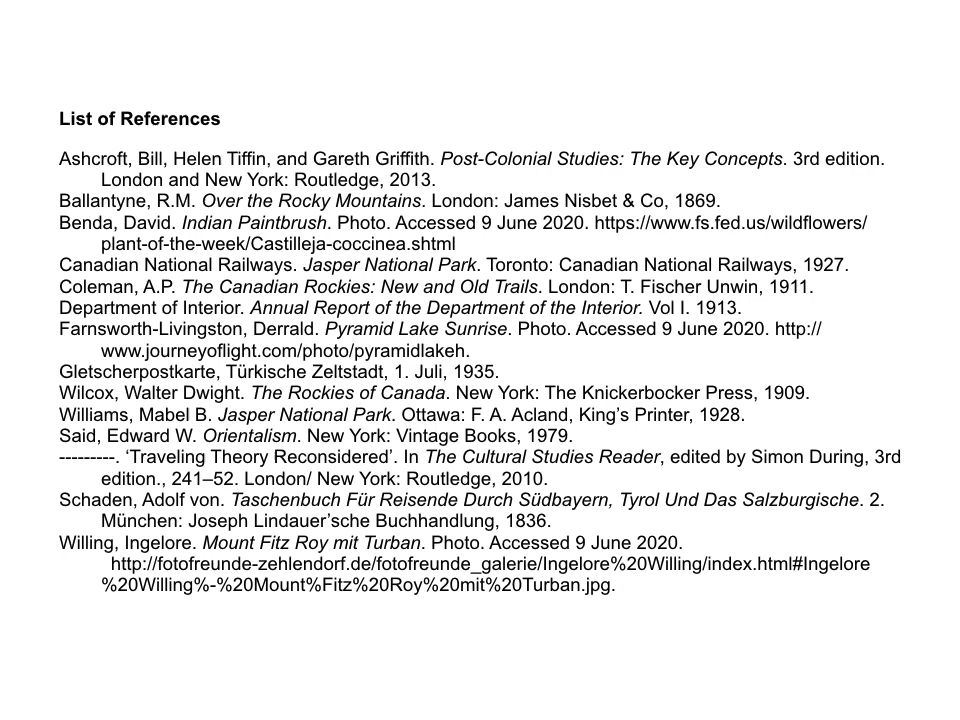 List of References
Ashcroft, Bill, Helen Tiffin, and Gareth Griffith. Post-Colonial Studies: The Key Concepts. 3rd edition.
London and New York: Routledge, 2013.
Ballantyne, R.M. Over the Rocky Mountains. London: James Nisbet & Co, 1869.
Benda, David. Indian Paintbrush. Photo. Accessed 9 June 2020. https://www.fs.fed.us/wildflowers/
plant-of-the-week/Castilleja-coccinea.shtml
Canadian National Railways. Jasper National Park. Toronto: Canadian National Railways, 1927.
Coleman, A.P. The Canadian Rockies: New and Old Trails. London: T. Fischer Unwin, 1911.
Department of Interior. Annual Report of the Department of the Interior. Vol I. 1913.
Farnsworth-Livingston, Derrald. Pyramid Lake Sunrise. Photo. Accessed 9 June 2020. http://
www.journeyoflight.com/photo/pyramidlakeh.
Gletscherpostkarte, Türkische Zeltstadt, 1. Juli, 1935.
Wilcox, Walter Dwight. The Rockies of Canada. New York: The Knickerbocker Press, 1909.
Williams, Mabel B. Jasper National Park. Ottawa: F. A. Acland, King’s Printer, 1928.
Said, Edward W. Orientalism. New York: Vintage Books, 1979.
---------. ‘Traveling Theory Reconsidered’. In The Cultural Studies Reader, edited by Simon During, 3rd
edition., 241–52. London/ New York: Routledge, 2010.
Schaden, Adolf von. Taschenbuch Für Reisende Durch Südbayern, Tyrol Und Das Salzburgische. 2.
München: Joseph Lindauer’sche Buchhandlung, 1836.
Willing, Ingelore. Mount Fitz Roy mit Turban. Photo. Accessed 9 June 2020.
http://fotofreunde-zehlendorf.de/fotofreunde_galerie/Ingelore%20Willing/index.html#Ingelore
%20Willing%-%20Mount%Fitz%20Roy%20mit%20Turban.jpg.